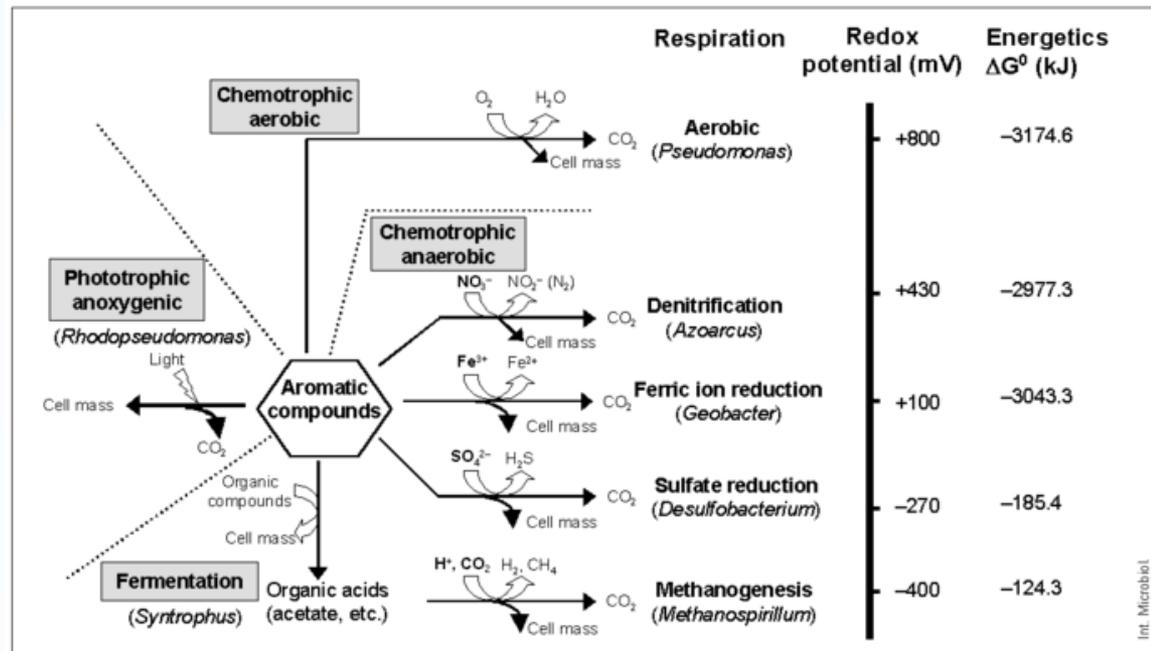 Respiration
Redox
potential (mV)
Energetics
ΔG⁰ (kJ)
Chemotrophic
aerobic
O₂
H₂O
CO₂
Cell mass
Aerobic
(Pseudomonas)
+800
–3174.6
Chemotrophic
anaerobic
Phototrophic
anoxygenic
(Rhodopseudomonas)
Light
Cell mass
CO₂
Aromatic
compounds
NO₃⁻
NO₂⁻ (N₂)
CO₂
Cell mass
Denitrification
(Azoarcus)
+430
–2977.3
Fe³⁺
Fe²⁺
CO₂
Cell mass
Ferric ion reduction
(Geobacter)
+100
–3043.3
SO₄²⁻
H₂S
CO₂
Cell mass
Sulfate reduction
(Desulfobacterium)
–270
–185.4
Organic
compounds
Cell mass
Fermentation
(Syntrophus)
Organic acids
(acetate, etc.)
H⁺, CO₂
H₂, CH₄
CO₂
Cell mass
Methanogenesis
(Methanospirillum)
–400
–124.3
Int. Microbiol.